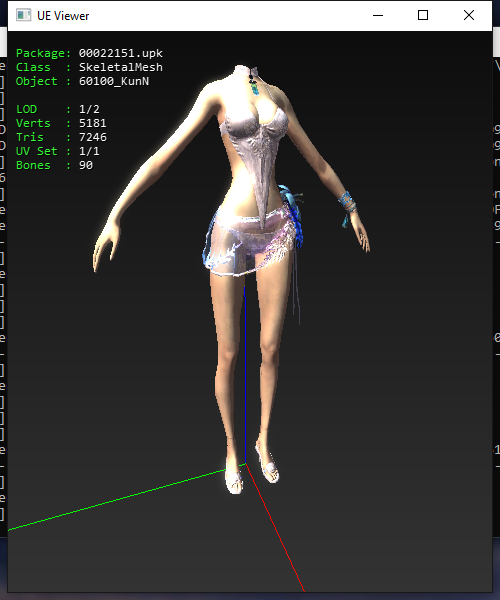 UE Viewer
Package: 00022151.upk
Class : SkeletalMesh
Object : 60100_KunN
LOD : 1/2
Verts : 5181
Tris : 7246
UV Set : 1/1
Bones : 90